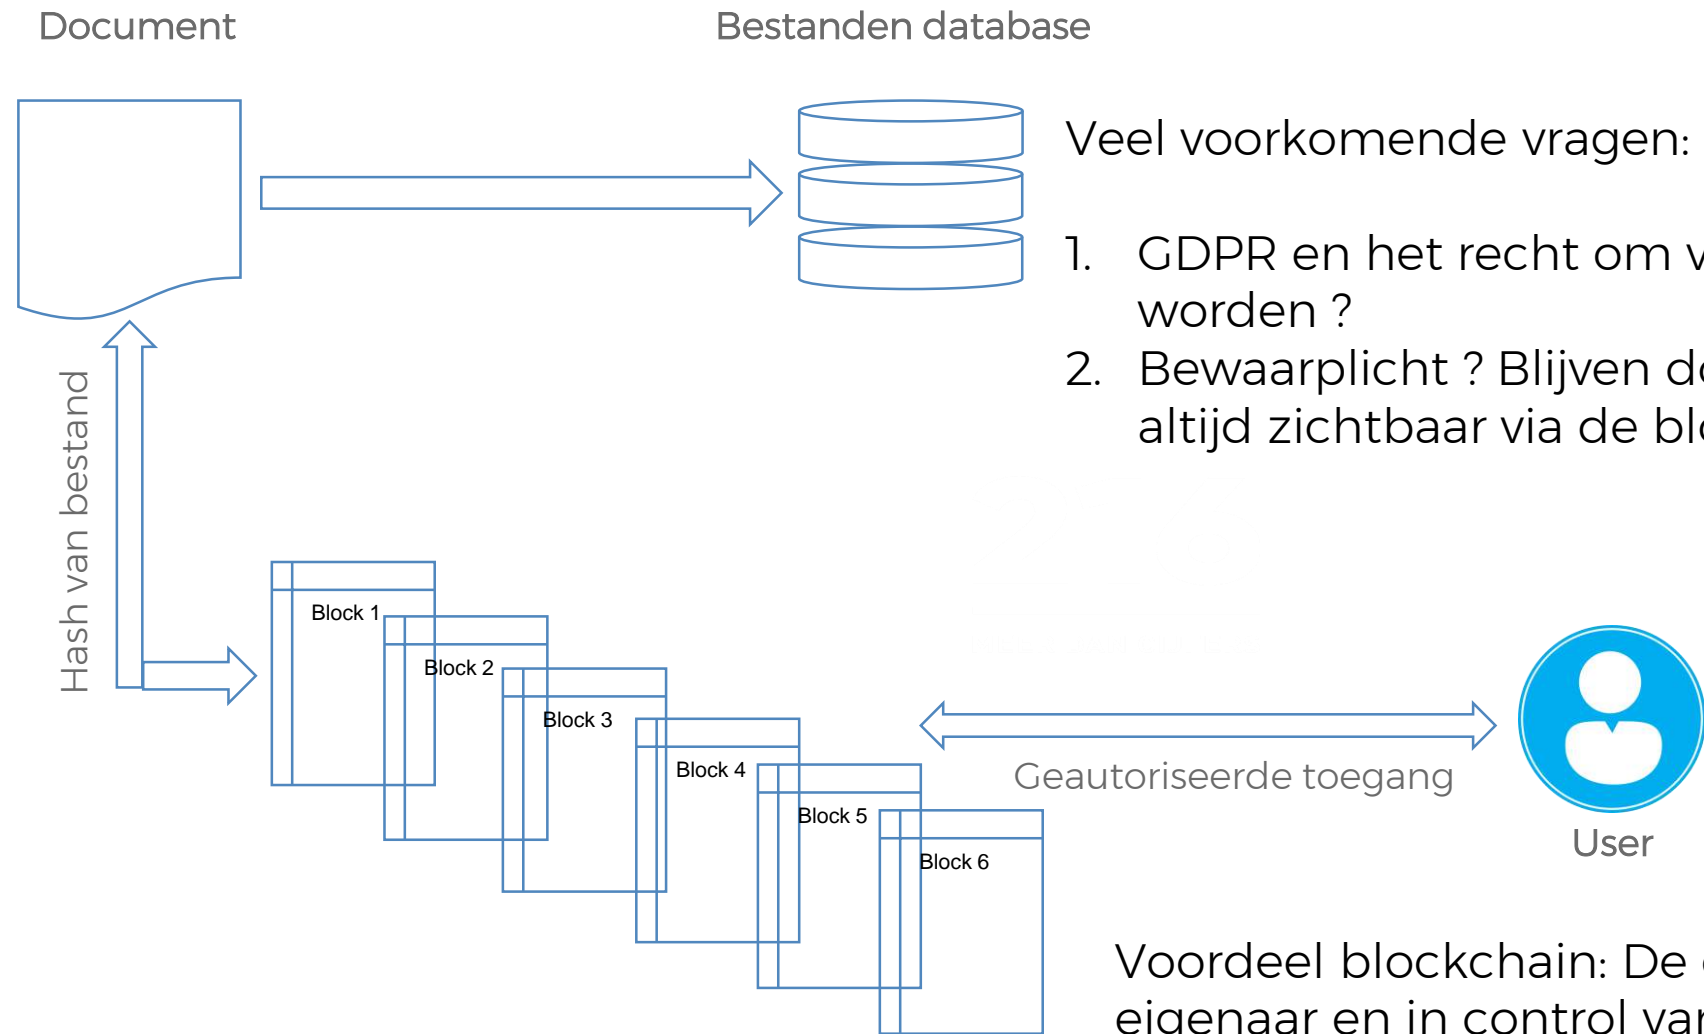 Document
Bestanden database
Veel voorkomende vragen:
1. GDPR en het recht om
worden ?
2. Bewaarplicht ? Blijven
altijd zichtbaar via de
Hash van bestand
Block 1
Block 2
Block 3
Block 4
Block 5
Block 6
Geautoriseerde toegang
User
Voordeel blockchain: De
eigenaar en in control